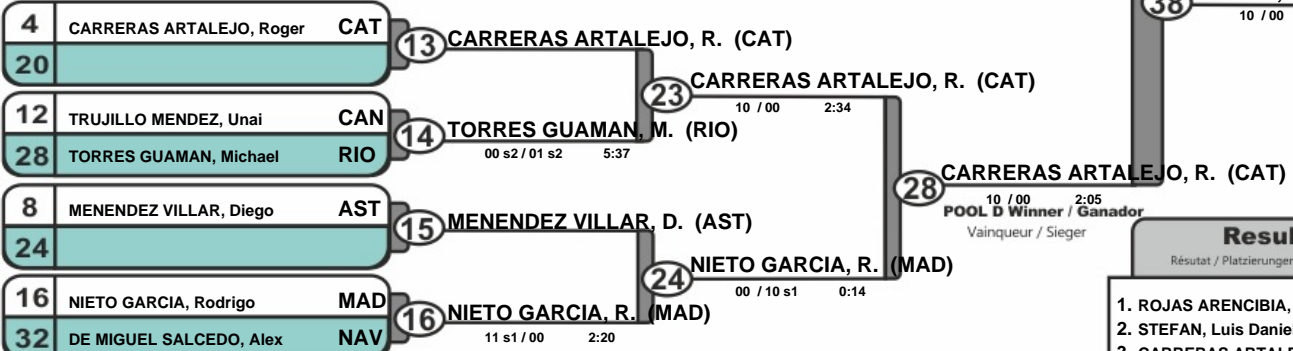 38
10 / 00
4 CARRERAS ARTALEJO, Roger CAT
20
13 CARRERAS ARTALEJO, R. (CAT)
23 CARRERAS ARTALEJO, R. (CAT)
10 / 00 2:34
12 TRUJILLO MENDEZ, Unai CAN
28 TORRES GUAMAN, Michael RIO
14 TORRES GUAMAN, M. (RIO)
00 s2 / 01 s2 5:37
28 CARRERAS ARTALEJO, R. (CAT)
10 / 00 2:05
POOL D Winner / Ganador
Vainqueur / Sieger
8 MENENDEZ VILLAR, Diego AST
24
15 MENENDEZ VILLAR, D. (AST)
24 NIETO GARCIA, R. (MAD)
00 / 10 s1 0:14
16 NIETO GARCIA, Rodrigo MAD
32 DE MIGUEL SALCEDO, Alex NAV
16 NIETO GARCIA, R. (MAD)
11 s1 / 00 2:20
Résutat / Platzierungen
1. ROJAS ARENCIBIA,
2. STEFAN, Luis Daniel